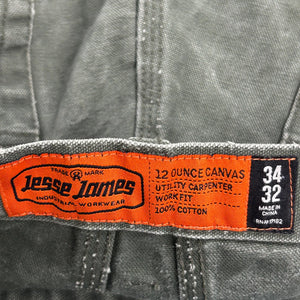 TRADE MARK
Jesse James
INDUSTRIAL WORKWEAR
12 OUNCE CANVAS
UTILITY CARPENTER
WORK FIT
100% COTTON
34
32
MADE IN
CHINA